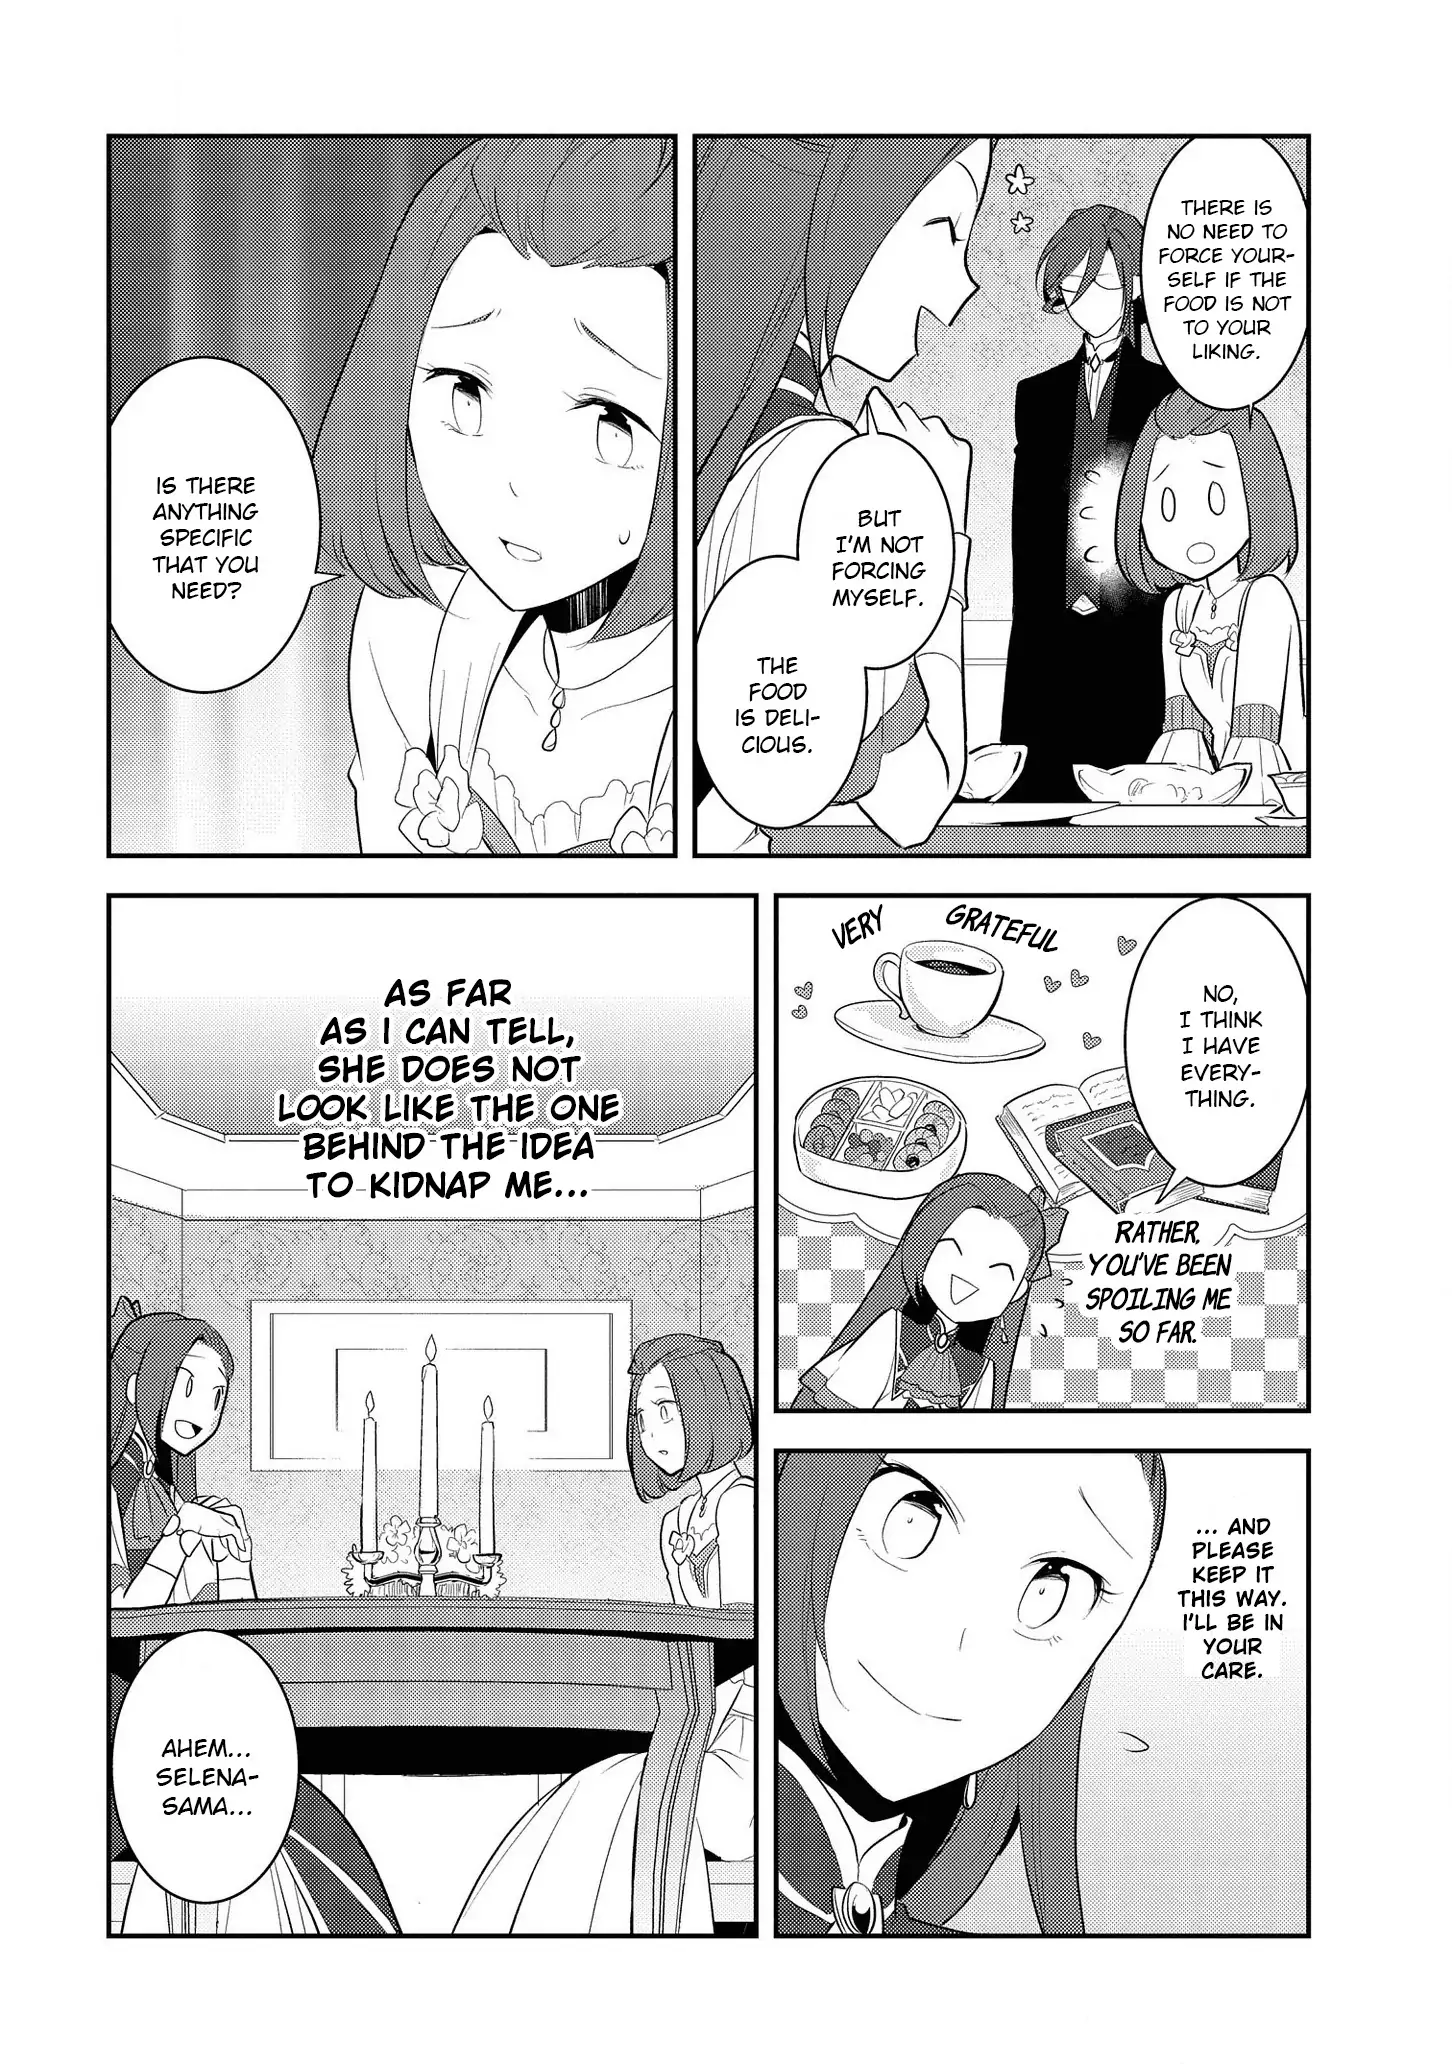 THERE IS
NO NEED TO
FORCE YOUR-
SELF IF THE
FOOD IS NOT
TO YOUR
LIKING.
BUT
I'M NOT
FORCING
MYSELF.
THE
FOOD
IS DELI-
CIOUS.
IS THERE
ANYTHING
SPECIFIC
THAT YOU
NEED?
NO,
I THINK
I HAVE
EVERY-
THING.
VERY GRATEFUL
RATHER,
YOU'VE BEEN
SPOILING ME
SO FAR.
... AND
PLEASE
KEEP IT
THIS WAY.
I'LL BE IN
YOUR
CARE.
AS FAR
AS I CAN TELL,
SHE DOES NOT
LOOK LIKE THE ONE
BEHIND THE IDEA
TO KIDNAP ME...
AHEM...
SELENA-
SAMA...